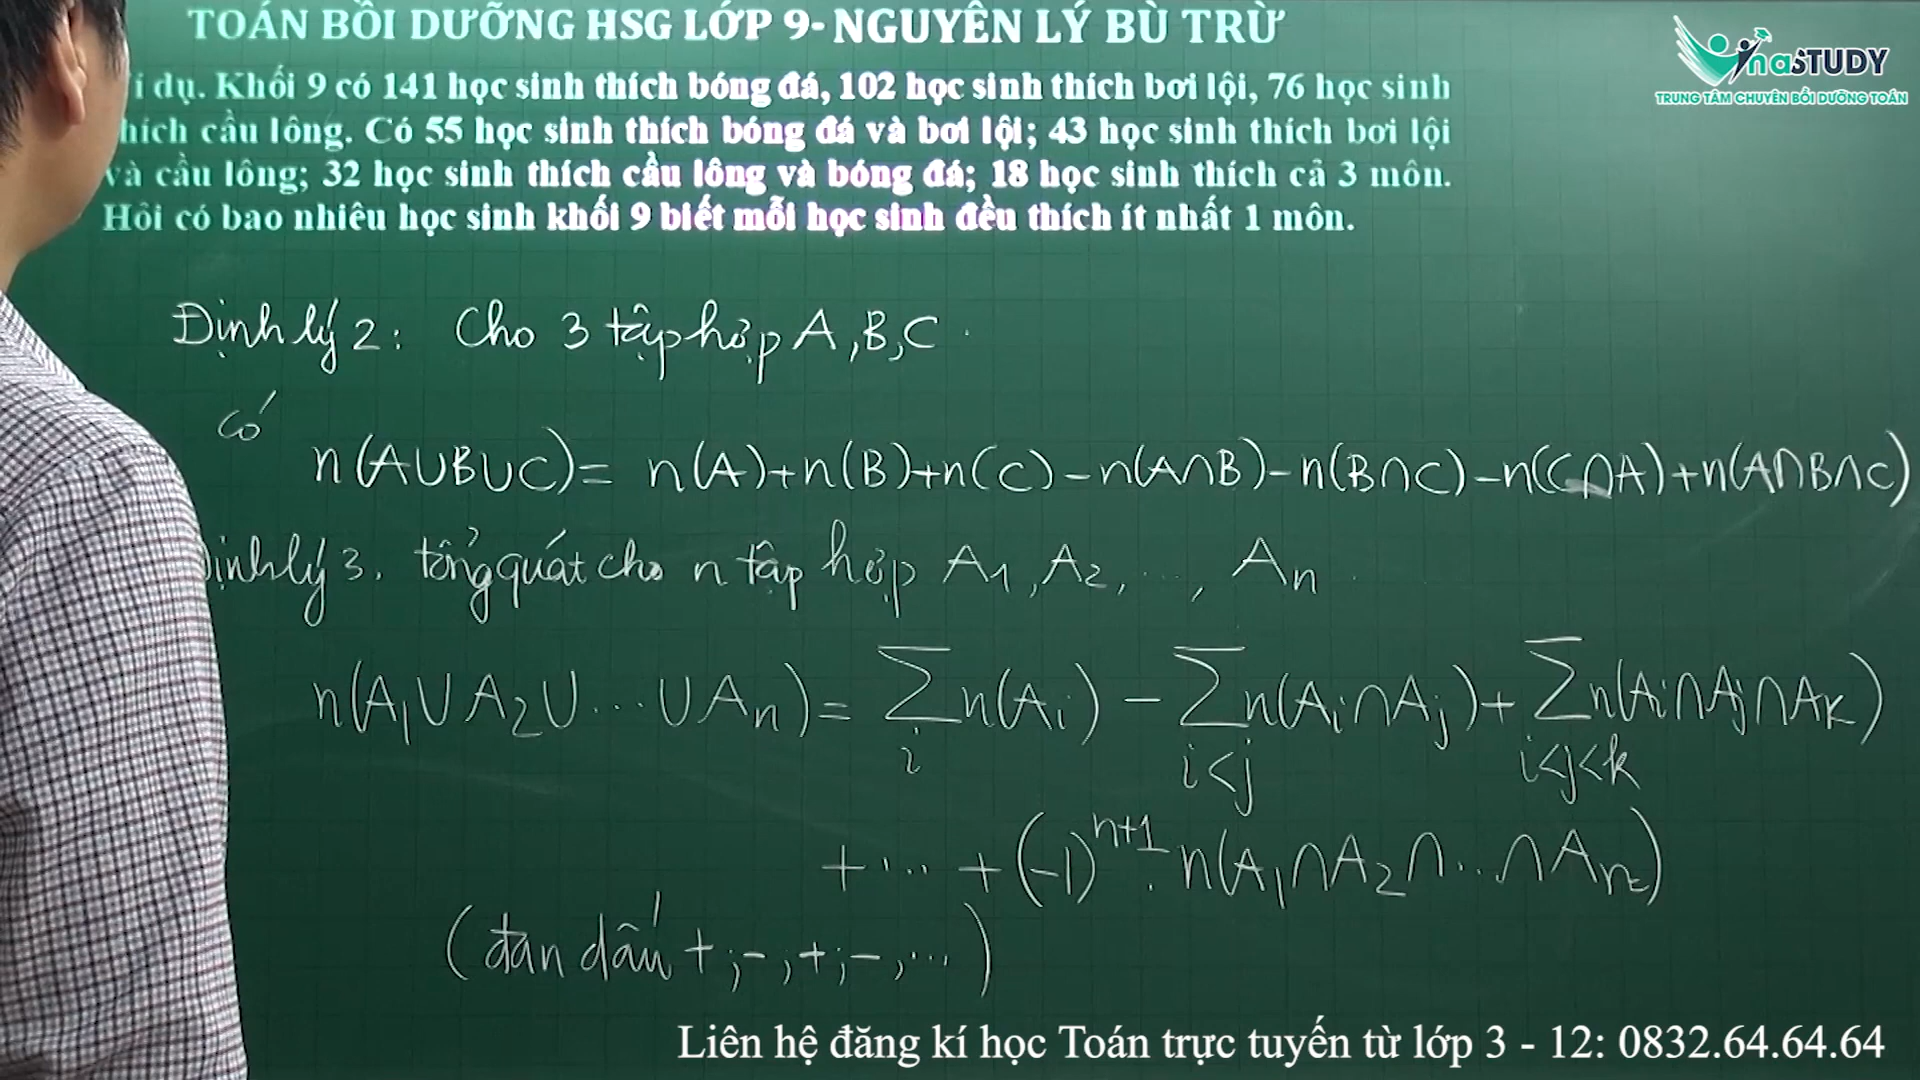 TOÁN BỒI DƯỠNG HSG LỚP 9- NGUYÊN LÝ BÙ TRỪ
inaSTUDY
TRUNG TÂM CHUYÊN BỒI DƯỠNG TOÁN
í dụ. Khối 9 có 141 học sinh thích bóng đá, 102 học sinh thích bơi lội, 76 học sinh
hích cầu lông. Có 55 học sinh thích bóng đá và bơi lội; 43 học sinh thích bơi lội
và cầu lông; 32 học sinh thích cầu lông và bóng đá; 18 học sinh thích cả 3 môn.
Hỏi có bao nhiêu học sinh khối 9 biết mỗi học sinh đều thích ít nhất 1 môn.
Định lý 2: Cho 3 tập hợp A, B, C.
có
n(A∪B∪C) = n(A)+n(B)+n(C)-n(A∩B)-n(B∩C)-n(C∩A)+n(A∩B∩C)
ịnh lý 3. tổng quát cho n tập hợp A₁, A₂, ..., Aₙ.
n(A₁∪A₂∪...∪Aₙ) = ∑n(Aᵢ) - ∑n(Aᵢ∩Aⱼ) + ∑n(Aᵢ∩Aⱼ∩Aₖ)
i i<j i<j<k
+ ... + (-1)ⁿ⁺¹. n(A₁∩A₂∩...∩Aₙ)
(đan dấu +;-,+;-,...)
Liên hệ đăng kí học Toán trực tuyến từ lớp 3 - 12: 0832.64.64.64